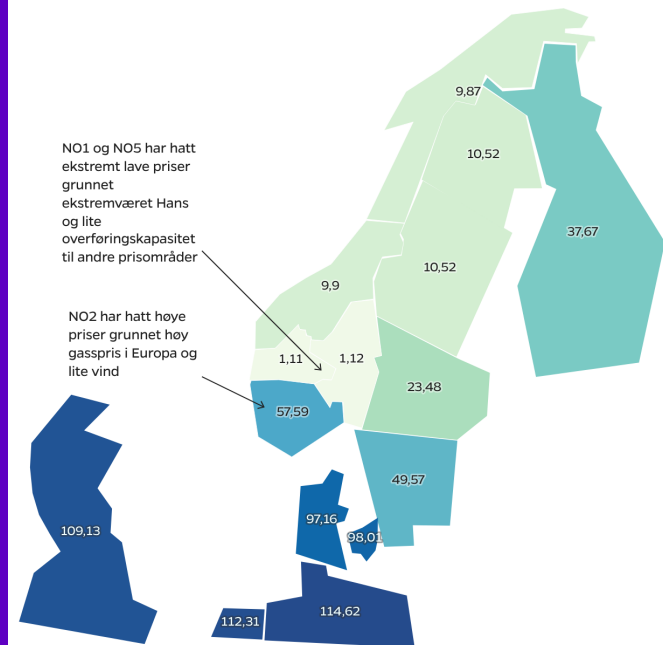 9,87
10,52
NO1 og NO5 har hatt
ekstremt lave priser
grunnet
ekstremværet Hans
og lite
overføringskapasitet
til andre prisområder
37,67
10,52
9,9
NO2 har hatt høye
priser grunnet høy
gasspris i Europa og
lite vind
1,11
1,12
23,48
57,59
49,57
97,16
109,13
98,01
114,62
112,31